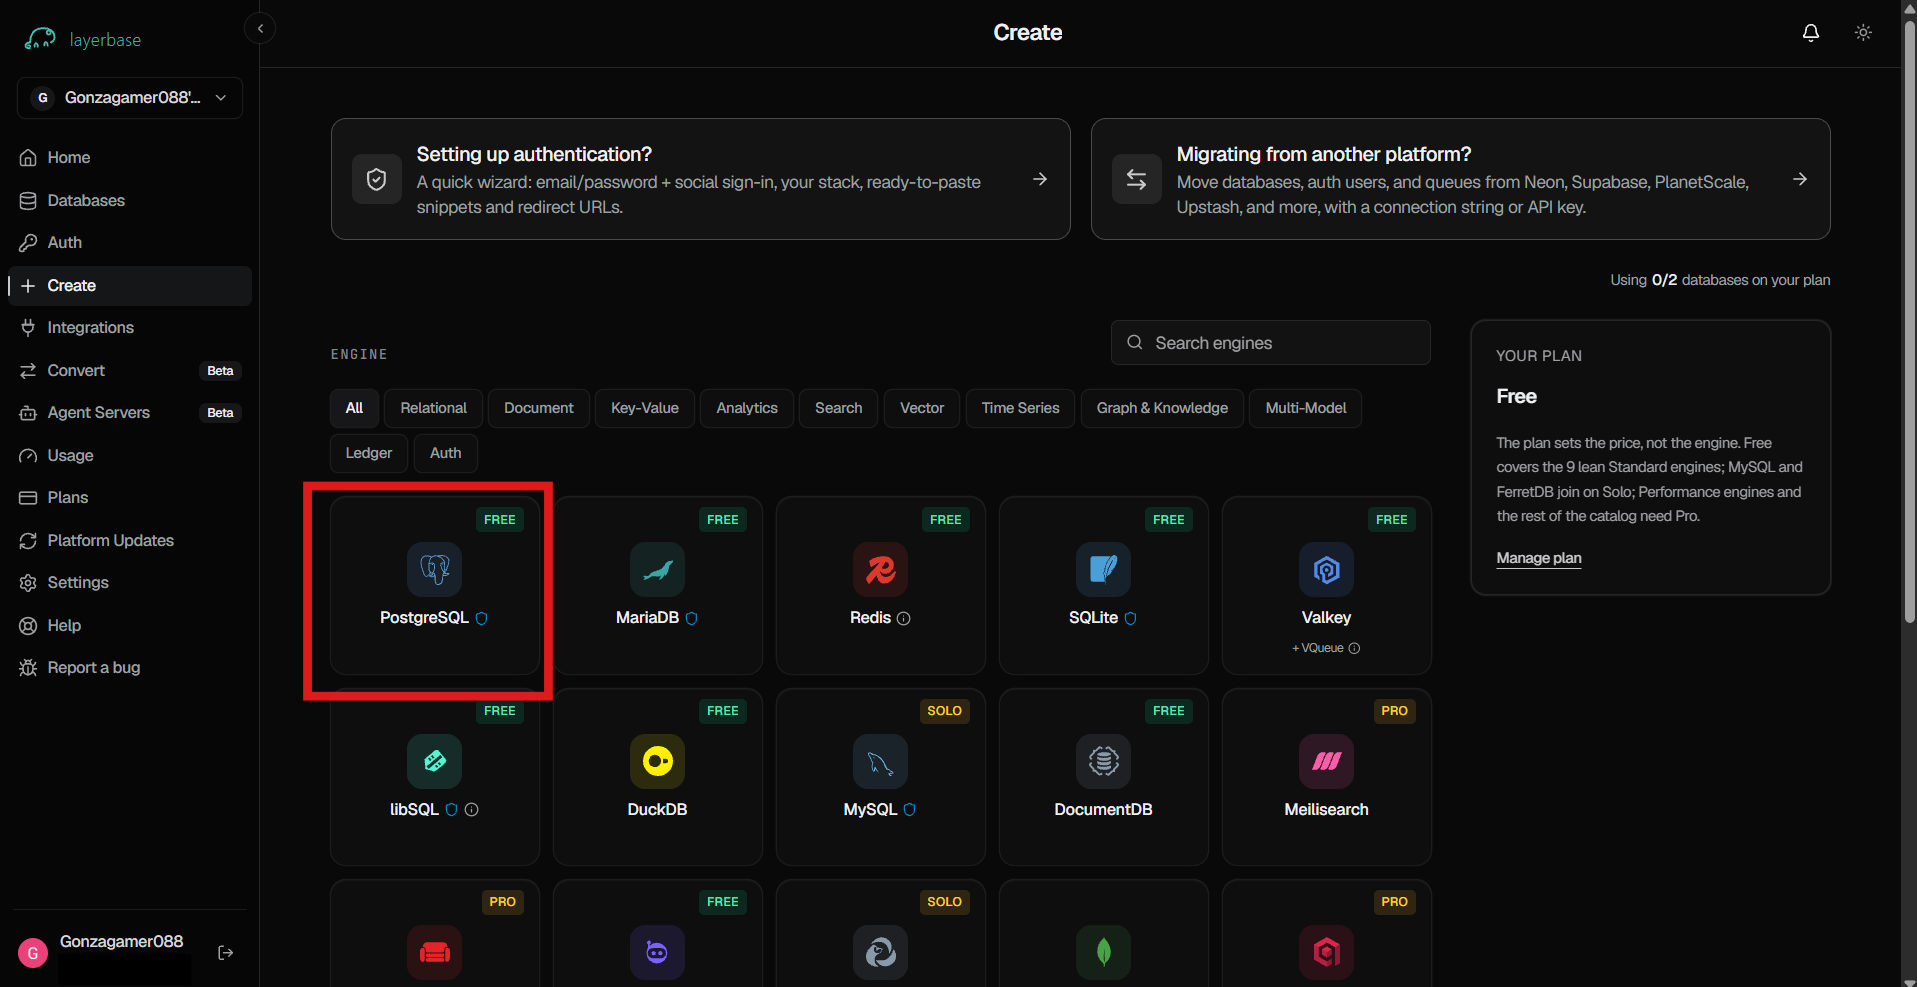 layerbase
Create
G Gonzagamer088'...
Home
Databases
Auth
Create
Integrations
Convert Beta
Agent Servers Beta
Usage
Plans
Platform Updates
Settings
Help
Report a bug
G Gonzagamer088
Setting up authentication?
A quick wizard: email/password + social sign-in, your stack, ready-to-paste
snippets and redirect URLs.
Migrating from another platform?
Move databases, auth users, and queues from Neon, Supabase, PlanetScale,
Upstash, and more, with a connection string or API key.
Using 0/2 databases on your plan
ENGINE
Search engines
All Relational Document Key-Value Analytics Search Vector Time Series Graph & Knowledge Multi-Model
Ledger Auth
FREE FREE FREE FREE FREE
PostgreSQL MariaDB Redis SQLite Valkey
+ VQueue
FREE FREE SOLO FREE PRO
libSQL DuckDB MySQL DocumentDB Meilisearch
PRO FREE SOLO PRO
YOUR PLAN
Free
The plan sets the price, not the engine. Free
covers the 9 lean Standard engines; MySQL and
FerretDB join on Solo; Performance engines and
the rest of the catalog need Pro.
Manage plan